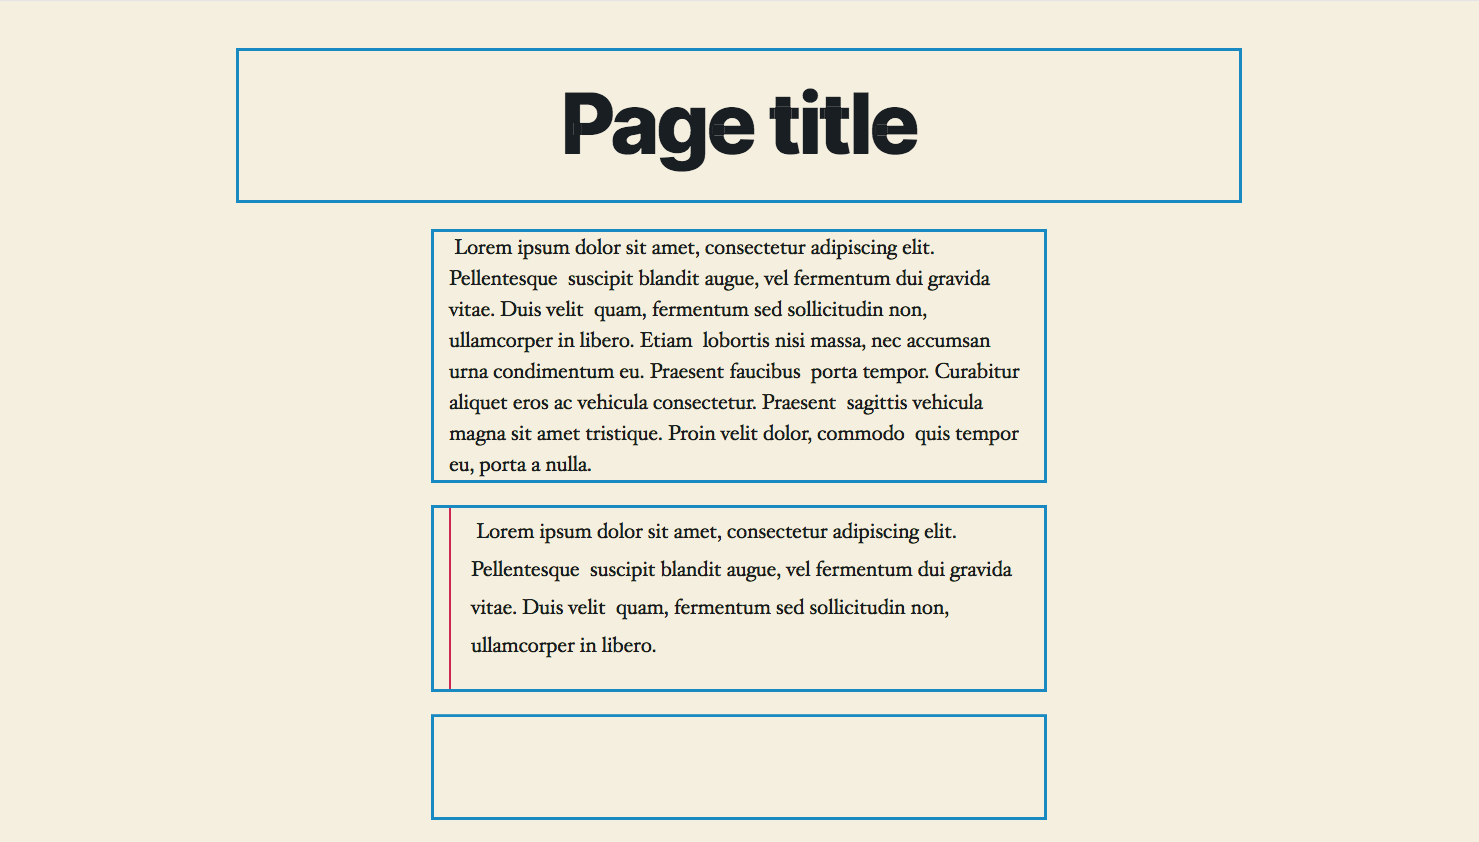 Page title
Lorem ipsum dolor sit amet, consectetur adipiscing elit.
Pellentesque  suscipit blandit augue, vel fermentum dui gravida
vitae. Duis velit  quam, fermentum sed sollicitudin non,
ullamcorper in libero. Etiam  lobortis nisi massa, nec accumsan
urna condimentum eu. Praesent faucibus  porta tempor. Curabitur
aliquet eros ac vehicula consectetur. Praesent  sagittis vehicula
magna sit amet tristique. Proin velit dolor, commodo  quis tempor
eu, porta a nulla.
Lorem ipsum dolor sit amet, consectetur adipiscing elit.
Pellentesque  suscipit blandit augue, vel fermentum dui gravida
vitae. Duis velit  quam, fermentum sed sollicitudin non,
ullamcorper in libero.